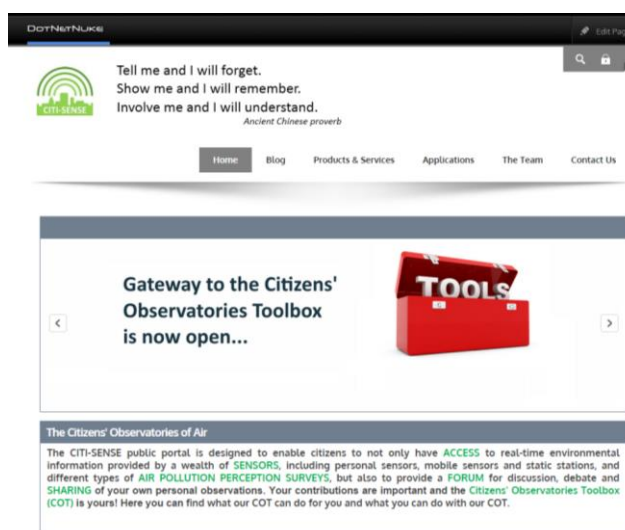 DOTNETNUKE
Edit Pag
CITI-SENSE
Tell me and I will forget.
Show me and I will remember.
Involve me and I will understand.
Ancient Chinese proverb
Home Blog Products & Services Applications The Team Contact Us
Gateway to the Citizens'
Observatories Toolbox
is now open...
TOOLS
The Citizens' Observatories of Air
The CITI-SENSE public portal is designed to enable citizens to not only have ACCESS to real-time environmental
information provided by a wealth of SENSORS, including personal sensors, mobile sensors and static stations, and
different types of AIR POLLUTION PERCEPTION SURVEYS, but also to provide a FORUM for discussion, debate and
SHARING of your own personal observations. Your contributions are important and the Citizens' Observatories Toolbox
(COT) is yours! Here you can find what our COT can do for you and what you can do with our COT.